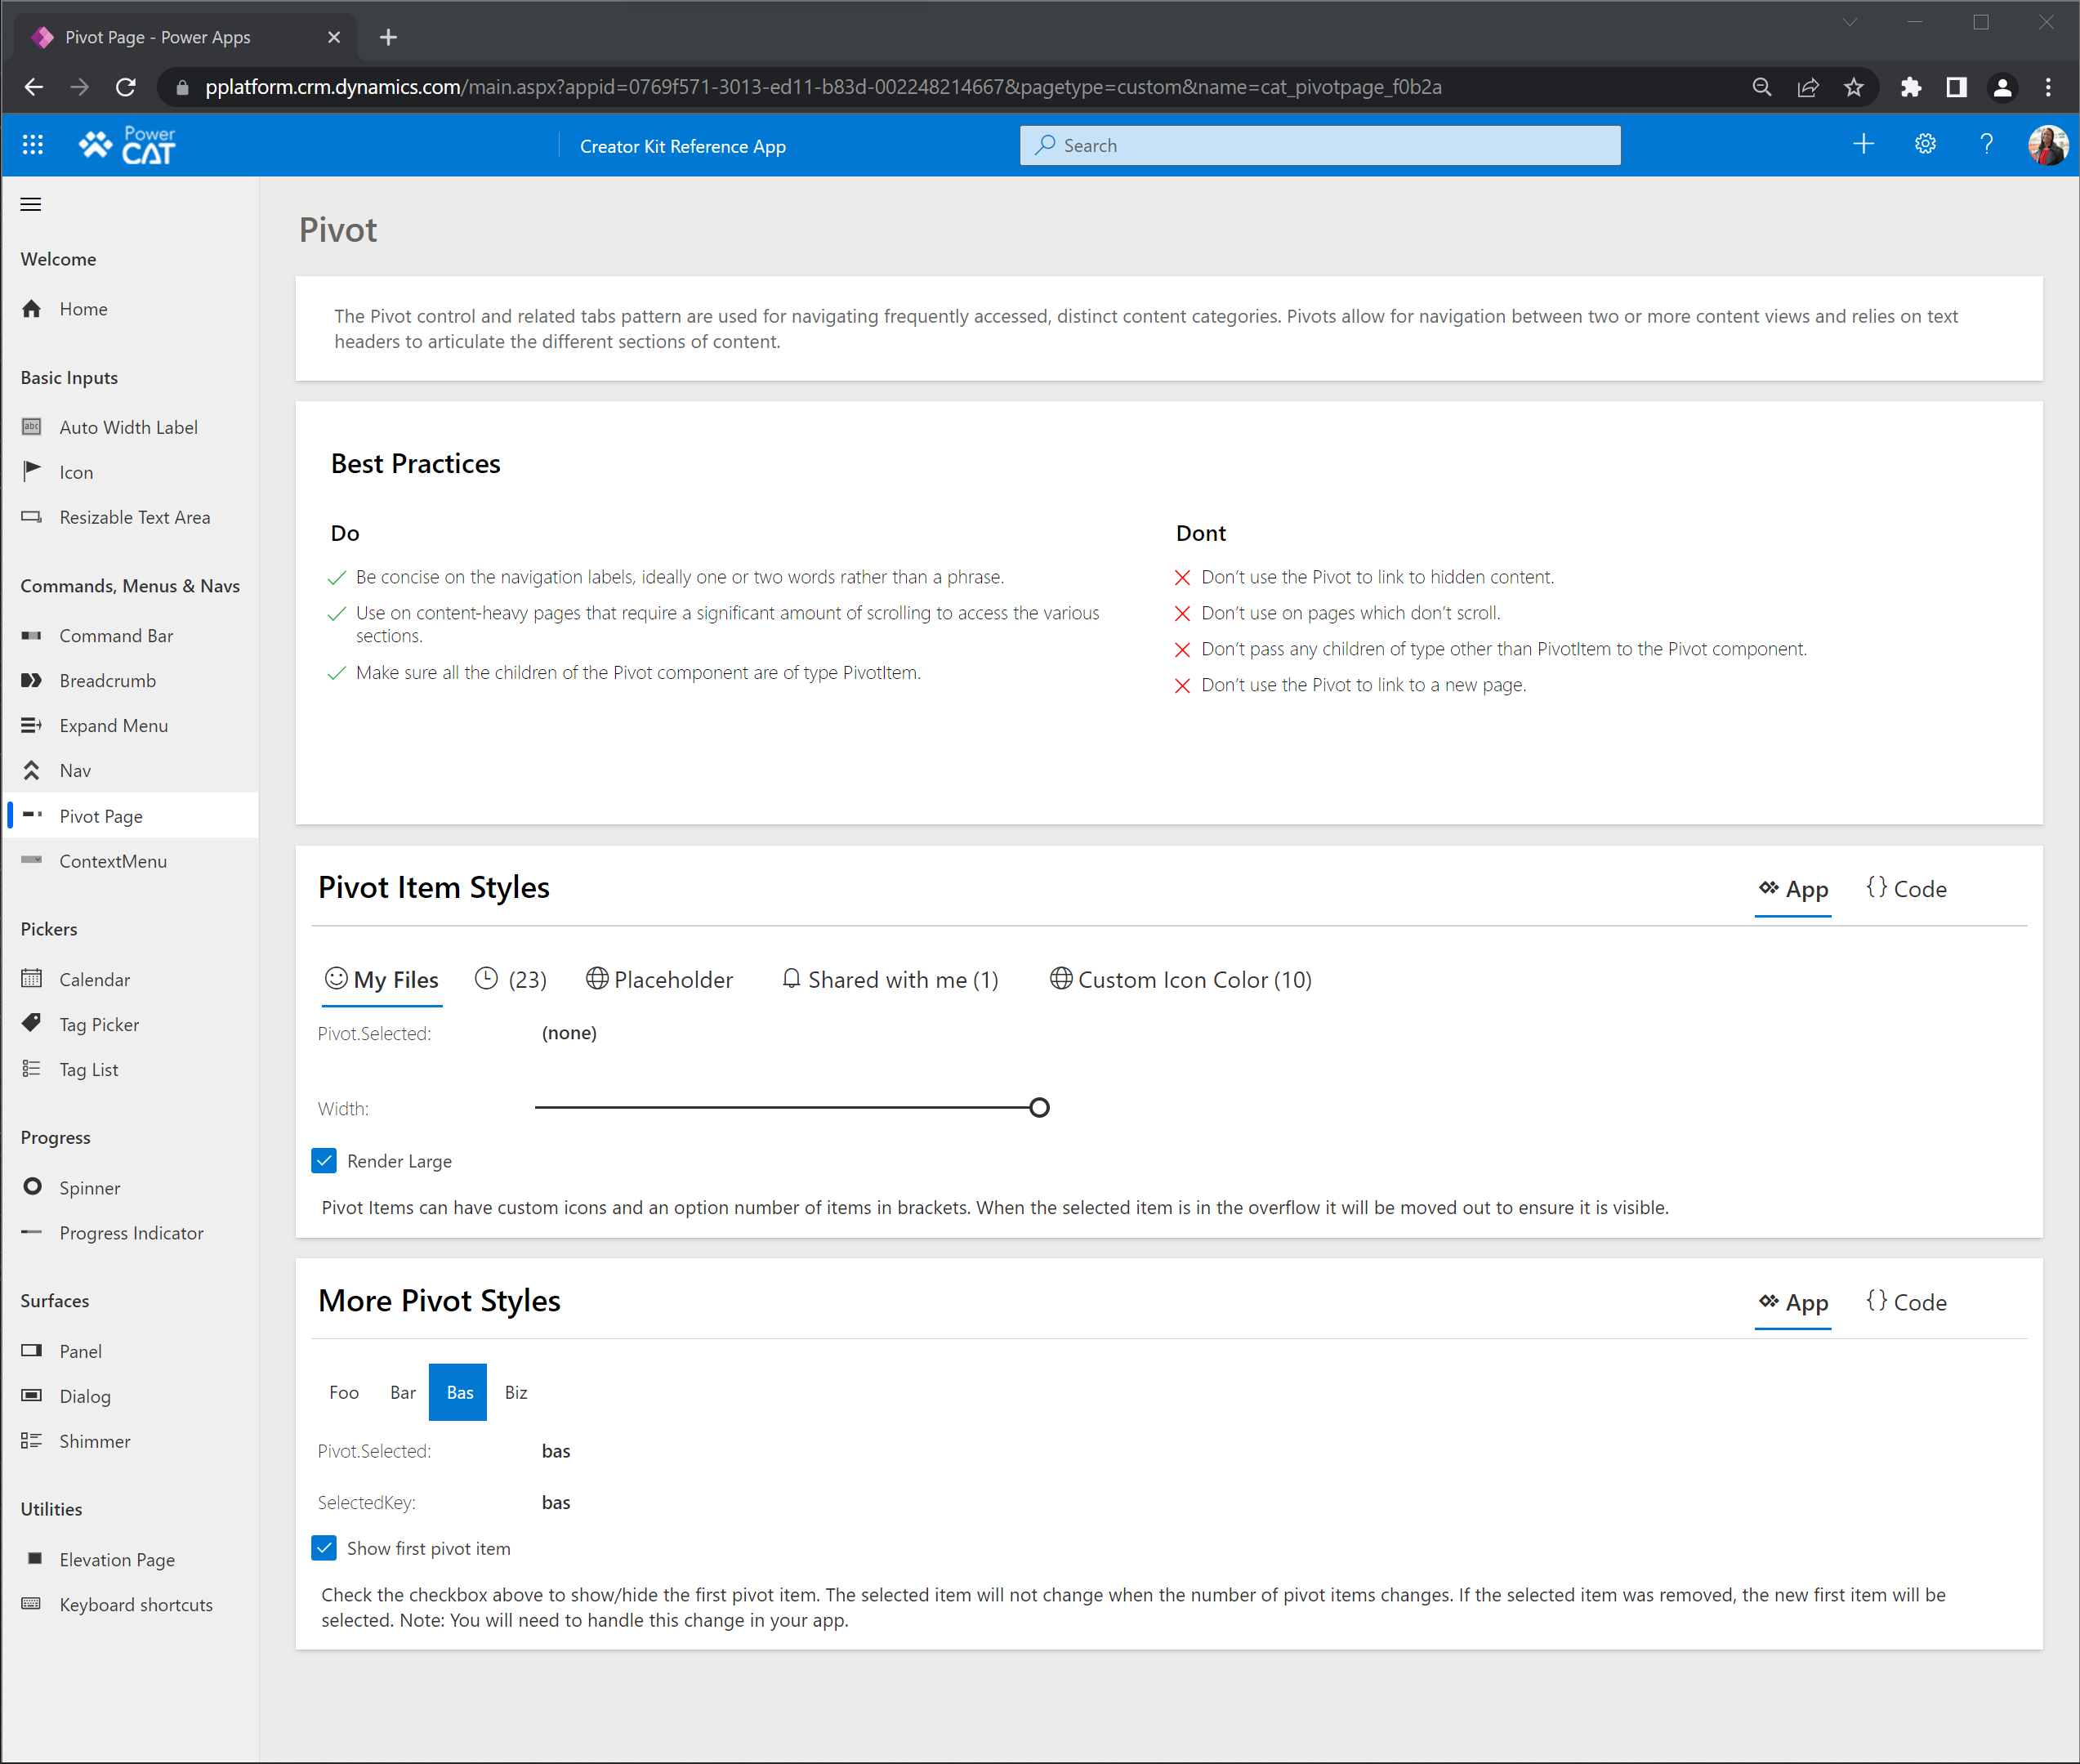 Pivot Page - Power Apps
pplatform.crm.dynamics.com/main.aspx?appid=0769f571-3013-ed11-b83d-002248214667&pagetype=custom&name=cat_pivotpage_f0b2a
Power
CAT
Creator Kit Reference App
Search
Welcome
Home
Basic Inputs
abc
Auto Width Label
Icon
Resizable Text Area
Commands, Menus & Navs
Command Bar
Breadcrumb
Expand Menu
Nav
Pivot Page
ContextMenu
Pickers
Calendar
Tag Picker
Tag List
Progress
Spinner
Progress Indicator
Surfaces
Panel
Dialog
Shimmer
Utilities
Elevation Page
Keyboard shortcuts
Pivot
The Pivot control and related tabs pattern are used for navigating frequently accessed, distinct content categories. Pivots allow for navigation between two or more content views and relies on text
headers to articulate the different sections of content.
Best Practices
Do
Be concise on the navigation labels, ideally one or two words rather than a phrase.
Use on content-heavy pages that require a significant amount of scrolling to access the various
sections.
Make sure all the children of the Pivot component are of type PivotItem.
Dont
Don't use the Pivot to link to hidden content.
Don't use on pages which don't scroll.
Don't pass any children of type other than PivotItem to the Pivot component.
Don't use the Pivot to link to a new page.
Pivot Item Styles
App {} Code
My Files (23) Placeholder Shared with me (1) Custom Icon Color (10)
Pivot.Selected: (none)
Width:
Render Large
Pivot Items can have custom icons and an option number of items in brackets. When the selected item is in the overflow it will be moved out to ensure it is visible.
More Pivot Styles
App {} Code
Foo Bar Bas Biz
Pivot.Selected: bas
SelectedKey: bas
Show first pivot item
Check the checkbox above to show/hide the first pivot item. The selected item will not change when the number of pivot items changes. If the selected item was removed, the new first item will be
selected. Note: You will need to handle this change in your app.